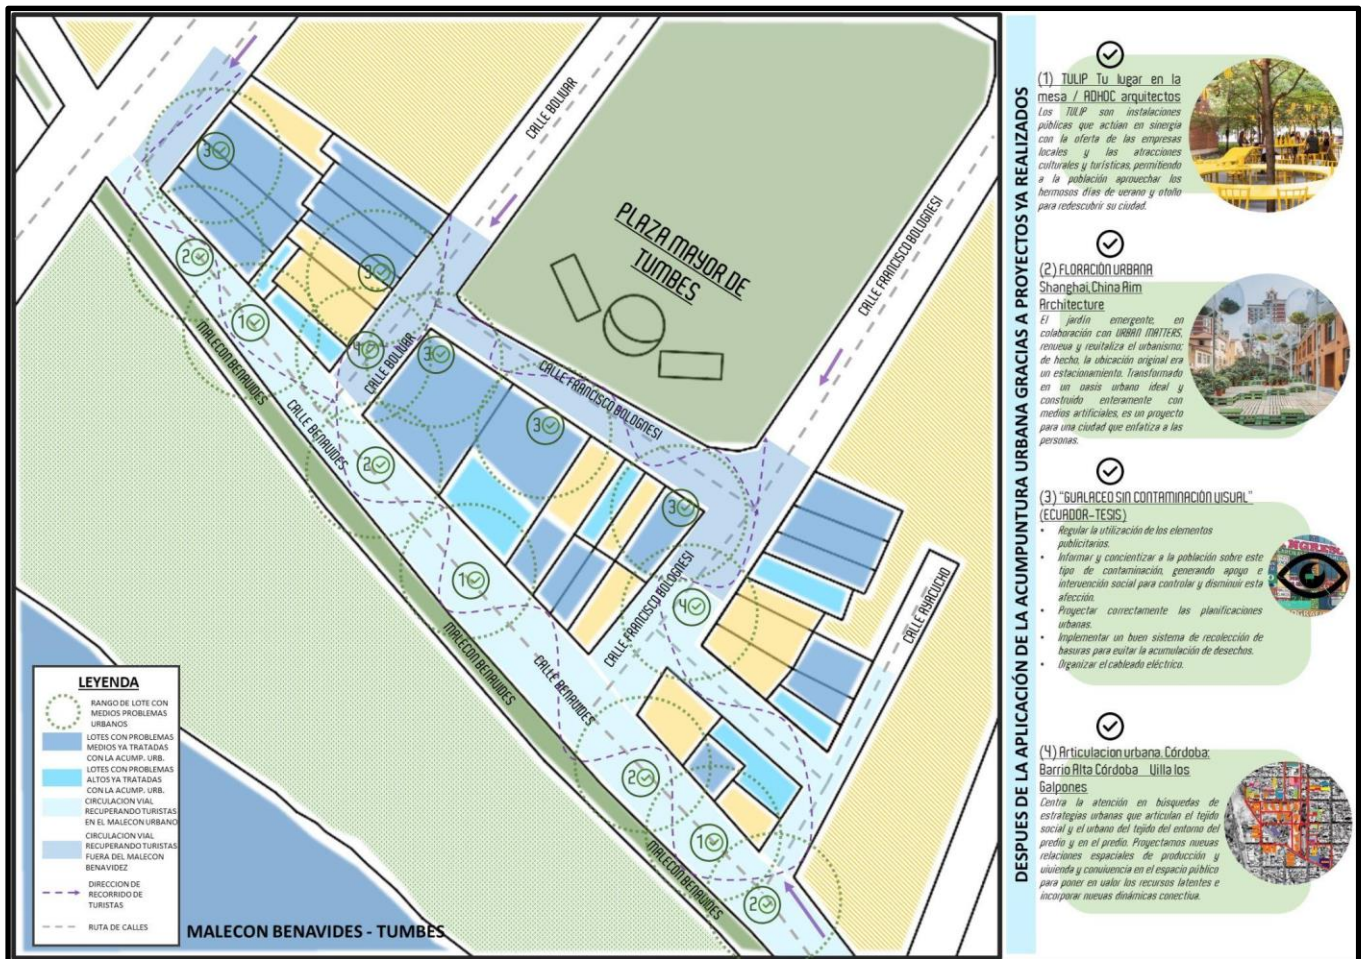 CALLE BOLIVAR
PLAZA MAYOR DE
TUMBES
CALLE FRANCISCO BOLOGNESI
3
3
2
1
4
3
CALLE BOLIVAR
CALLE FRANCISCO BOLOGNESI
MALECON BENAVIDES
CALLE BENAVIDES
3
2
3
1
4
CALLE FRANCISCO BOLOGNESI
CALLE AYACUCHO
MALECON BENAVIDES
CALLE BENAVIDES
2
1
MALECON BENAVIDES
2
LEYENDA
RANGO DE LOTE CON
MEDIOS PROBLEMAS
URBANOS
LOTES CON PROBLEMAS
MEDIOS YA TRATADAS
CON LA ACUMP. URB.
LOTES CON PROBLEMAS
ALTOS YA TRATADAS
CON LA ACUMP. URB.
CIRCULACION VIAL
RECUPERANDO TURISTAS
EN EL MALECON URBANO
CIRCULACION VIAL
RECUPERANDO TURISTAS
FUERA DEL MALECON
BENAVIDEZ
DIRECCION DE
RECORRIDO DE
TURISTAS
RUTA DE CALLES
MALECON BENAVIDES - TUMBES
DESPUES DE LA APLICACIÓN DE LA ACUMPUNTURA URBANA GRACIAS A PROYECTOS YA REALIZADOS
(1) TULIP Tu lugar en la
mesa / ADHOC arquitectos
Los TULIP son instalaciones
públicas que actúan en sinergia
con la oferta de las empresas
locales y las atracciones
culturales y turísticas, permitiendo
a la población aprovechar los
hermosos días de verano y otoño
para redescubrir su ciudad.
(2) FLORACIÓN URBANA
Shanghai,China Aim
Architecture
El jardín emergente, en
colaboración con URBAN MATTERS,
renueva y revitaliza el urbanismo;
de hecho, la ubicación original era
un estacionamiento. Transformado
en un oasis urbano ideal y
construido enteramente con
medios artificiales, es un proyecto
para una ciudad que enfatiza a las
personas.
(3) "GUALACEO SIN CONTAMINACIÓN VISUAL"
(ECUADOR-TESIS)
• Regular la utilización de los elementos
publicitarios.
• Informar y concientizar a la población sobre este
tipo de contaminación, generando apoyo e
intervención social para controlar y disminuir esta
afección.
• Proyectar correctamente las planificaciones
urbanas.
• Implementar un buen sistema de recolección de
basuras para evitar la acumulación de desechos.
• Organizar el cableado eléctrico.
(4) Articulacion urbana. Córdoba:
Barrio Alta Córdoba Villa los
Galpones
Centra la atención en búsquedas de
estrategias urbanas que articulan el tejido
social y el urbano del tejido del entorno del
predio y en el predio. Proyectamos nuevas
relaciones espaciales de producción y
vivienda y convivencia en el espacio público
para poner en valor los recursos latentes e
incorporar nuevas dinámicas conectiva.